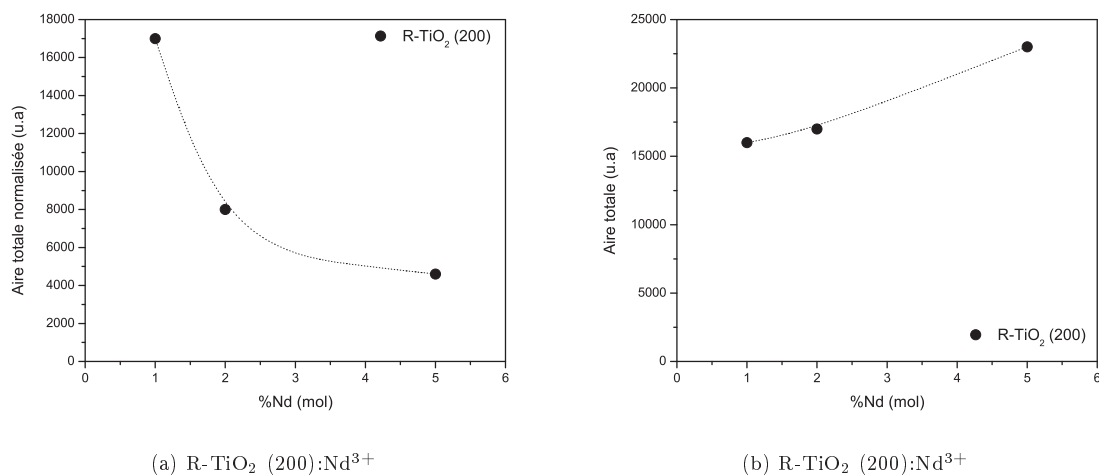 18000
16000
14000
12000
10000
8000
6000
4000
2000
0
Aire totale normalisée (u.a)
R-TiO₂ (200)
0 1 2 3 4 5 6
%Nd (mol)
(a) R-TiO₂ (200):Nd³⁺
25000
20000
15000
10000
5000
0
Aire totale (u.a)
R-TiO₂ (200)
0 1 2 3 4 5 6
%Nd (mol)
(b) R-TiO₂ (200):Nd³⁺